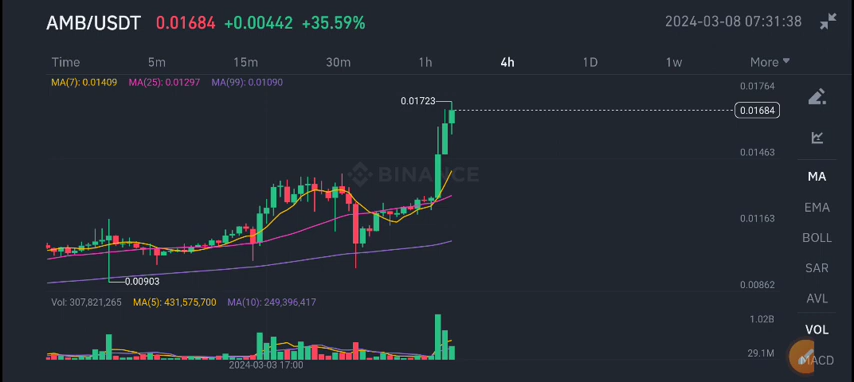 AMB/USDT 0.01684 +0.00442 +35.59% 2024-03-08 07:31:38
Time 5m 15m 30m 1h 4h 1D 1w More
MA(7): 0.01409 MA(25): 0.01297 MA(99): 0.01090
0.01764
0.01723
0.01684
0.01463
BINANCE
MA
EMA
0.01163
BOLL
SAR
0.00903
0.00862
AVL
Vol: 307,821,265 MA(5): 431,575,700 MA(10): 249,396,417
1.02B
VOL
29.1M
MACD
2024-03-03 17:00